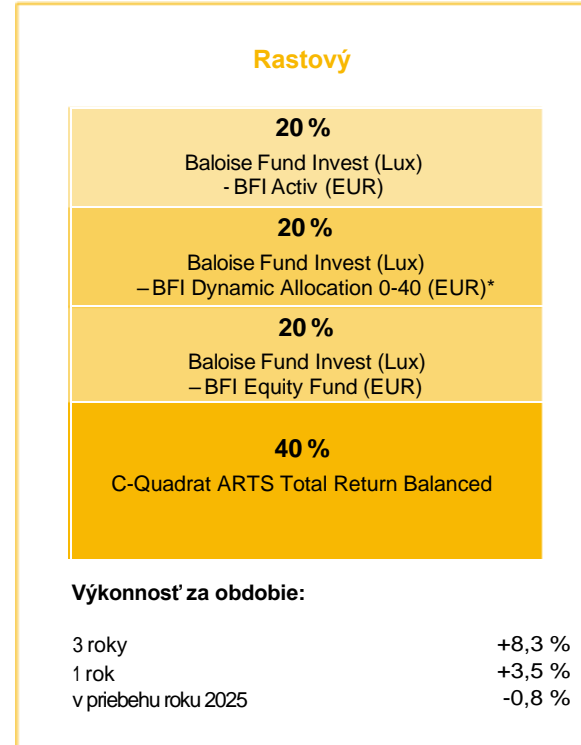 Rastový
20 %
Baloise Fund Invest (Lux)
- BFI Activ (EUR)
20 %
Baloise Fund Invest (Lux)
– BFI Dynamic Allocation 0-40 (EUR)*
20 %
Baloise Fund Invest (Lux)
– BFI Equity Fund (EUR)
40 %
C-Quadrat ARTS Total Return Balanced
Výkonnosť za obdobie:
3 roky +8,3 %
1 rok +3,5 %
v priebehu roku 2025 -0,8 %